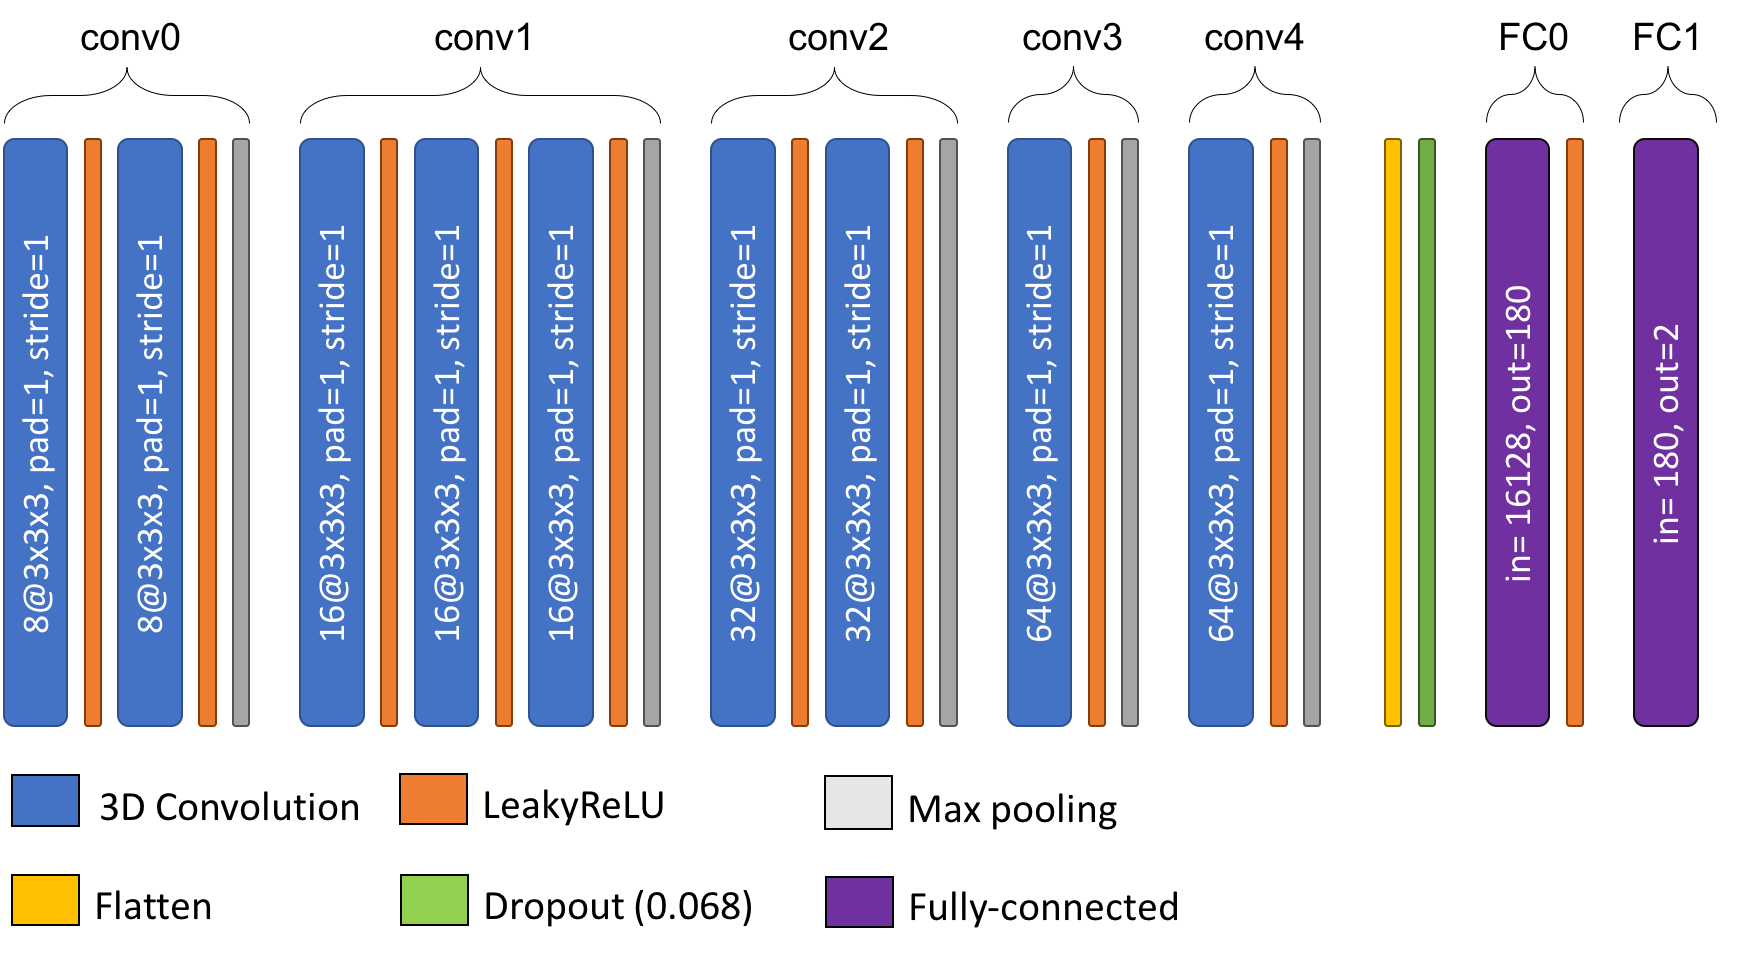 conv0
conv1
conv2
conv3
conv4
FC0
FC1
8@3x3x3, pad=1, stride=1
8@3x3x3, pad=1, stride=1
16@3x3x3, pad=1, stride=1
16@3x3x3, pad=1, stride=1
16@3x3x3, pad=1, stride=1
32@3x3x3, pad=1, stride=1
32@3x3x3, pad=1, stride=1
64@3x3x3, pad=1, stride=1
64@3x3x3, pad=1, stride=1
in= 16128, out=180
in= 180, out=2
3D Convolution
LeakyReLU
Max pooling
Flatten
Dropout (0.068)
Fully-connected